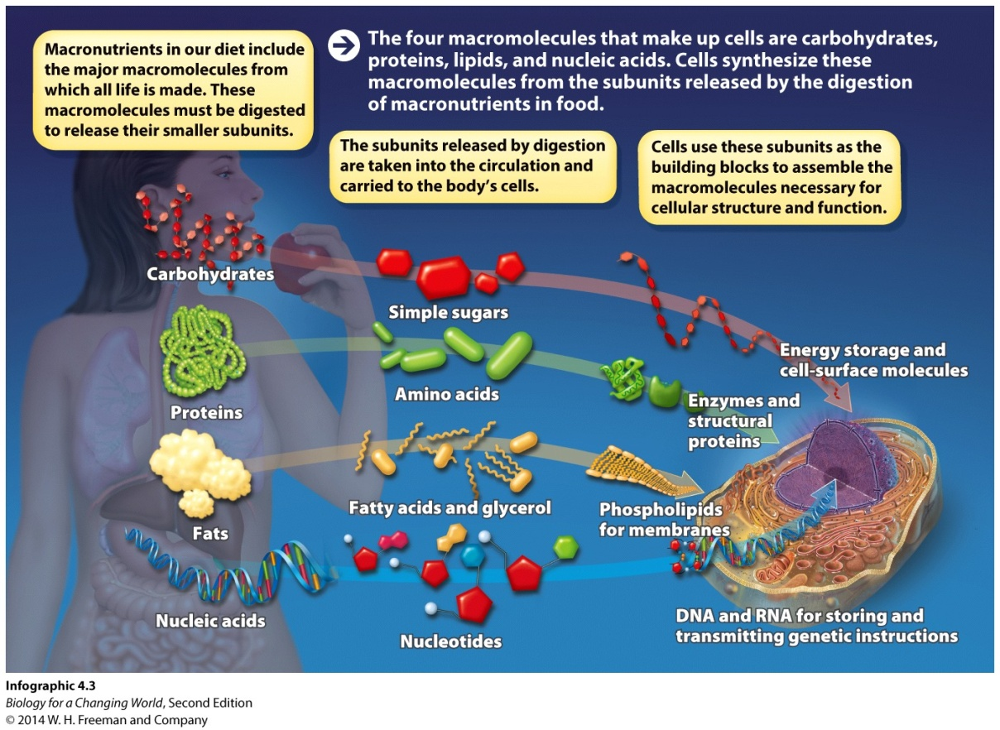 Macronutrients in our diet include
the major macromolecules from
which all life is made. These
macromolecules must be digested
to release their smaller subunits.
The four macromolecules that make up cells are carbohydrates,
proteins, lipids, and nucleic acids. Cells synthesize these
macromolecules from the subunits released by the digestion
of macronutrients in food.
The subunits released by digestion
are taken into the circulation and
carried to the body’s cells.
Cells use these subunits as the
building blocks to assemble the
macromolecules necessary for
cellular structure and function.
Carbohydrates
Simple sugars
Energy storage and
cell-surface molecules
Proteins
Amino acids
Enzymes and
structural
proteins
Fats
Fatty acids and glycerol
Phospholipids
for membranes
Nucleic acids
Nucleotides
DNA and RNA for storing and
transmitting genetic instructions
Infographic 4.3
Biology for a Changing World, Second Edition
© 2014 W. H. Freeman and Company